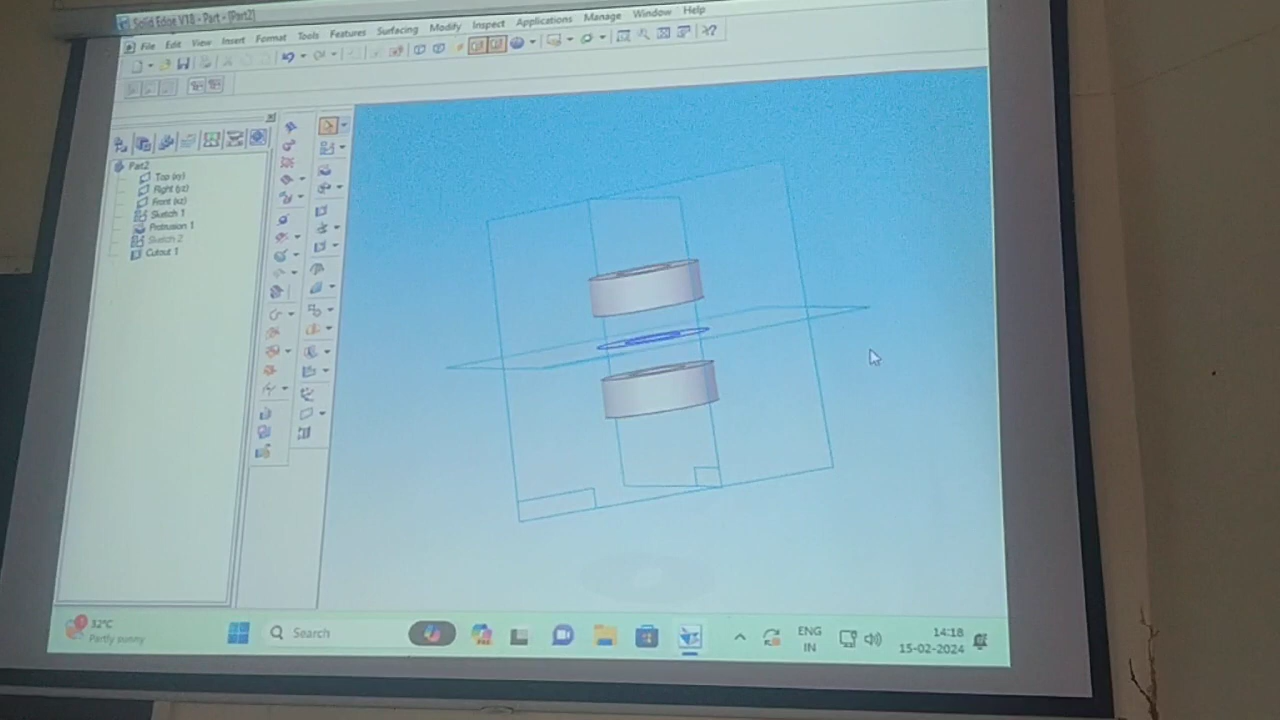 Solid Edge V18 - Part - [Part2]
File Edit View Insert Format Tools Features Surfacing Modify Inspect Applications Manage Window Help
Part2
Top (xy)
Right (yz)
Front (xz)
Sketch 1
Protrusion 1
Sketch 2
Cutout 1
32°C
Partly sunny
Search
ENG
IN
14:18
15-02-2024